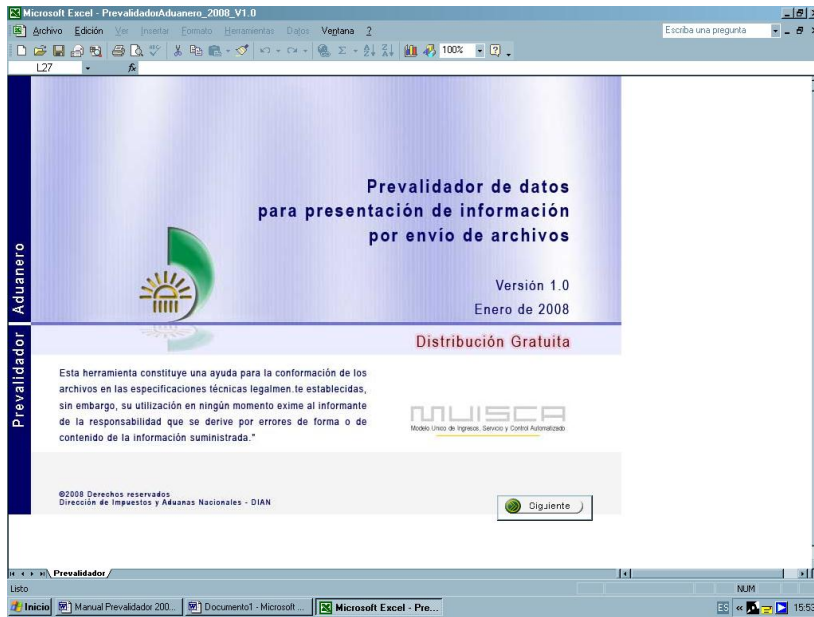 Microsoft Excel - PrevalidadorAduanero_2008_V1.0
Archivo Edición Ver Insertar Formato Herramientas Datos Ventana ?
Escriba una pregunta
100%
L27
fx
Prevalidador Aduanero
Prevalidador de datos
para presentación de información
por envío de archivos
Versión 1.0
Enero de 2008
Distribución Gratuita
Esta herramienta constituye una ayuda para la conformación de los
archivos en las especificaciones técnicas legalmen.te establecidas,
sin embargo, su utilización en ningún momento exime al informante
de la responsabilidad que se derive por errores de forma o de
contenido de la información suministrada."
MUISCA
Modelo Unico de Ingresos, Servicio y Control Automatizado
©2008 Derechos reservados
Dirección de Impuestos y Aduanas Nacionales - DIAN
Siguiente
Prevalidador
Listo
NUM
Inicio
Manual Prevalidador 200...
Documento1 - Microsoft ...
Microsoft Excel - Pre...
ES
15:53